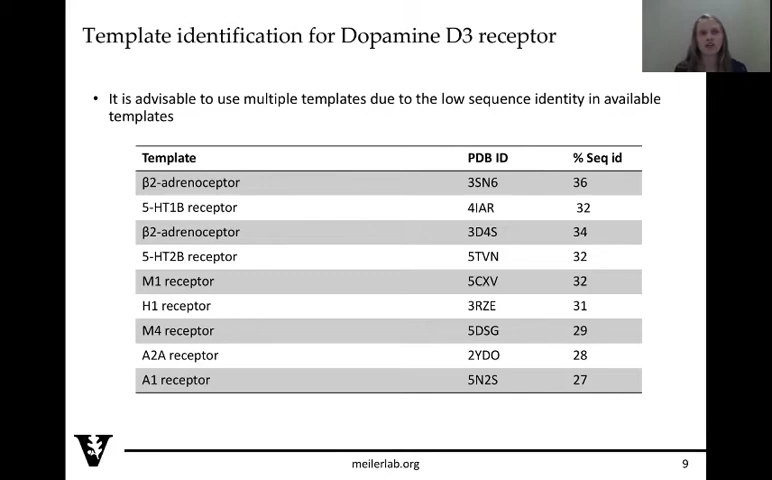 Template identification for Dopamine D3 receptor
• It is advisable to use multiple templates due to the low sequence identity in available
templates
Template PDB ID % Seq id
β2-adrenoceptor 3SN6 36
5-HT1B receptor 4IAR 32
β2-adrenoceptor 3D4S 34
5-HT2B receptor 5TVN 32
M1 receptor 5CXV 32
H1 receptor 3RZE 31
M4 receptor 5DSG 29
A2A receptor 2YDO 28
A1 receptor 5N2S 27
meilerlab.org 9